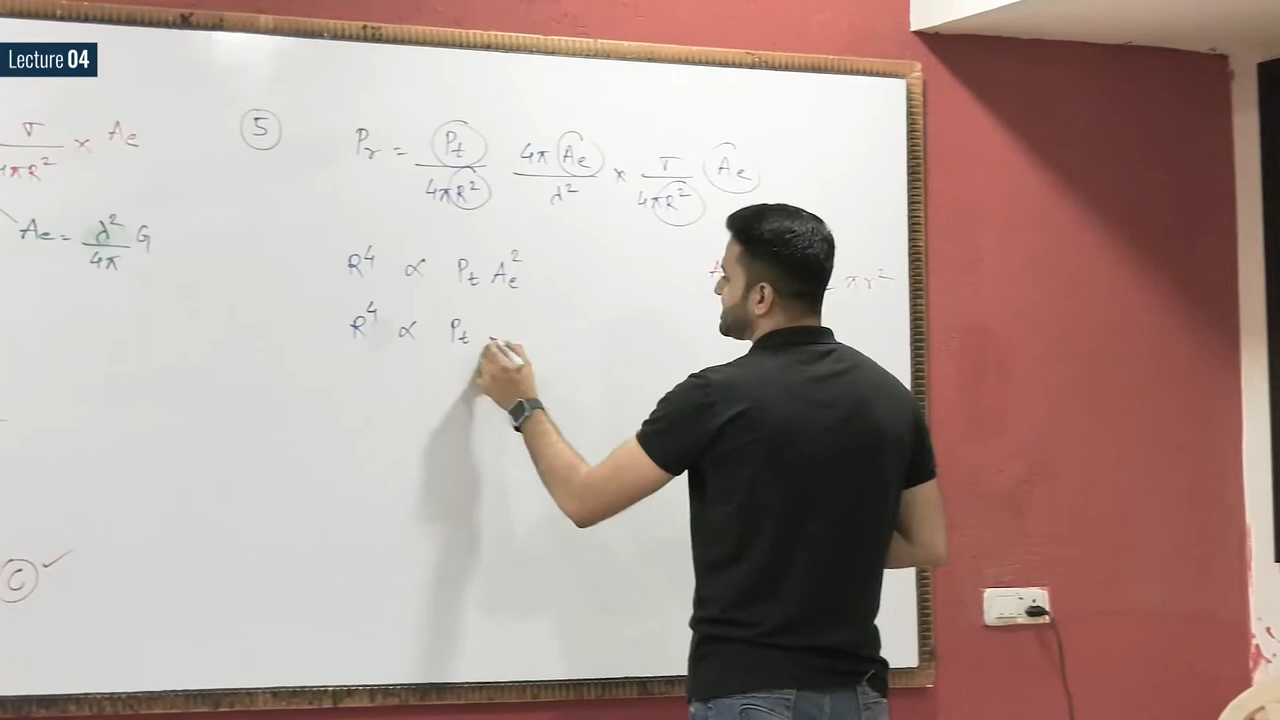 Lecture 04
σ/4πR² × Ae
Ae = λ²/4π G
C ✓
5
Pr = Pt/4πR² 4πAe/λ² × σ/4πR² Ae
R⁴ ∝ Pt Ae²
R⁴ ∝ Pt
= πr²